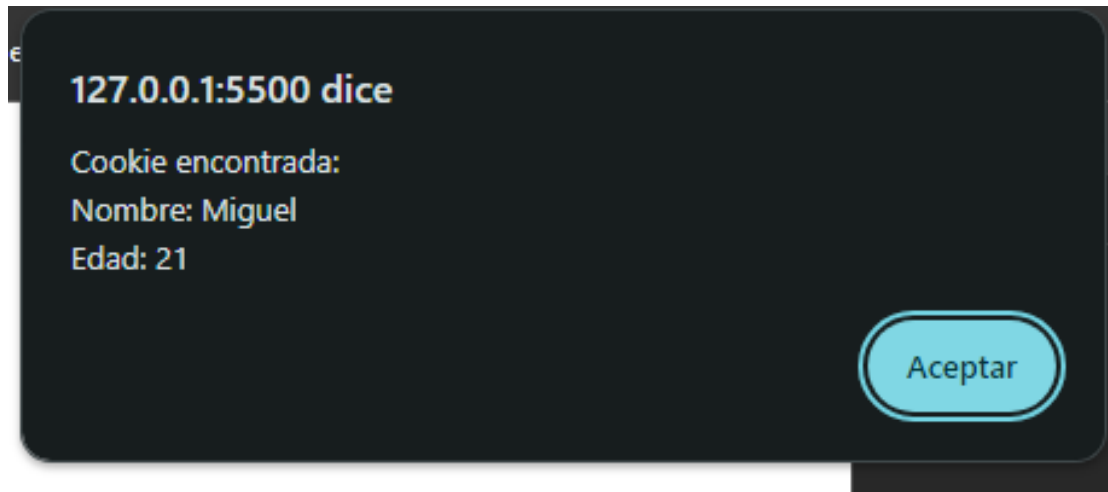 e
127.0.0.1:5500 dice
Cookie encontrada:
Nombre: Miguel
Edad: 21
Aceptar